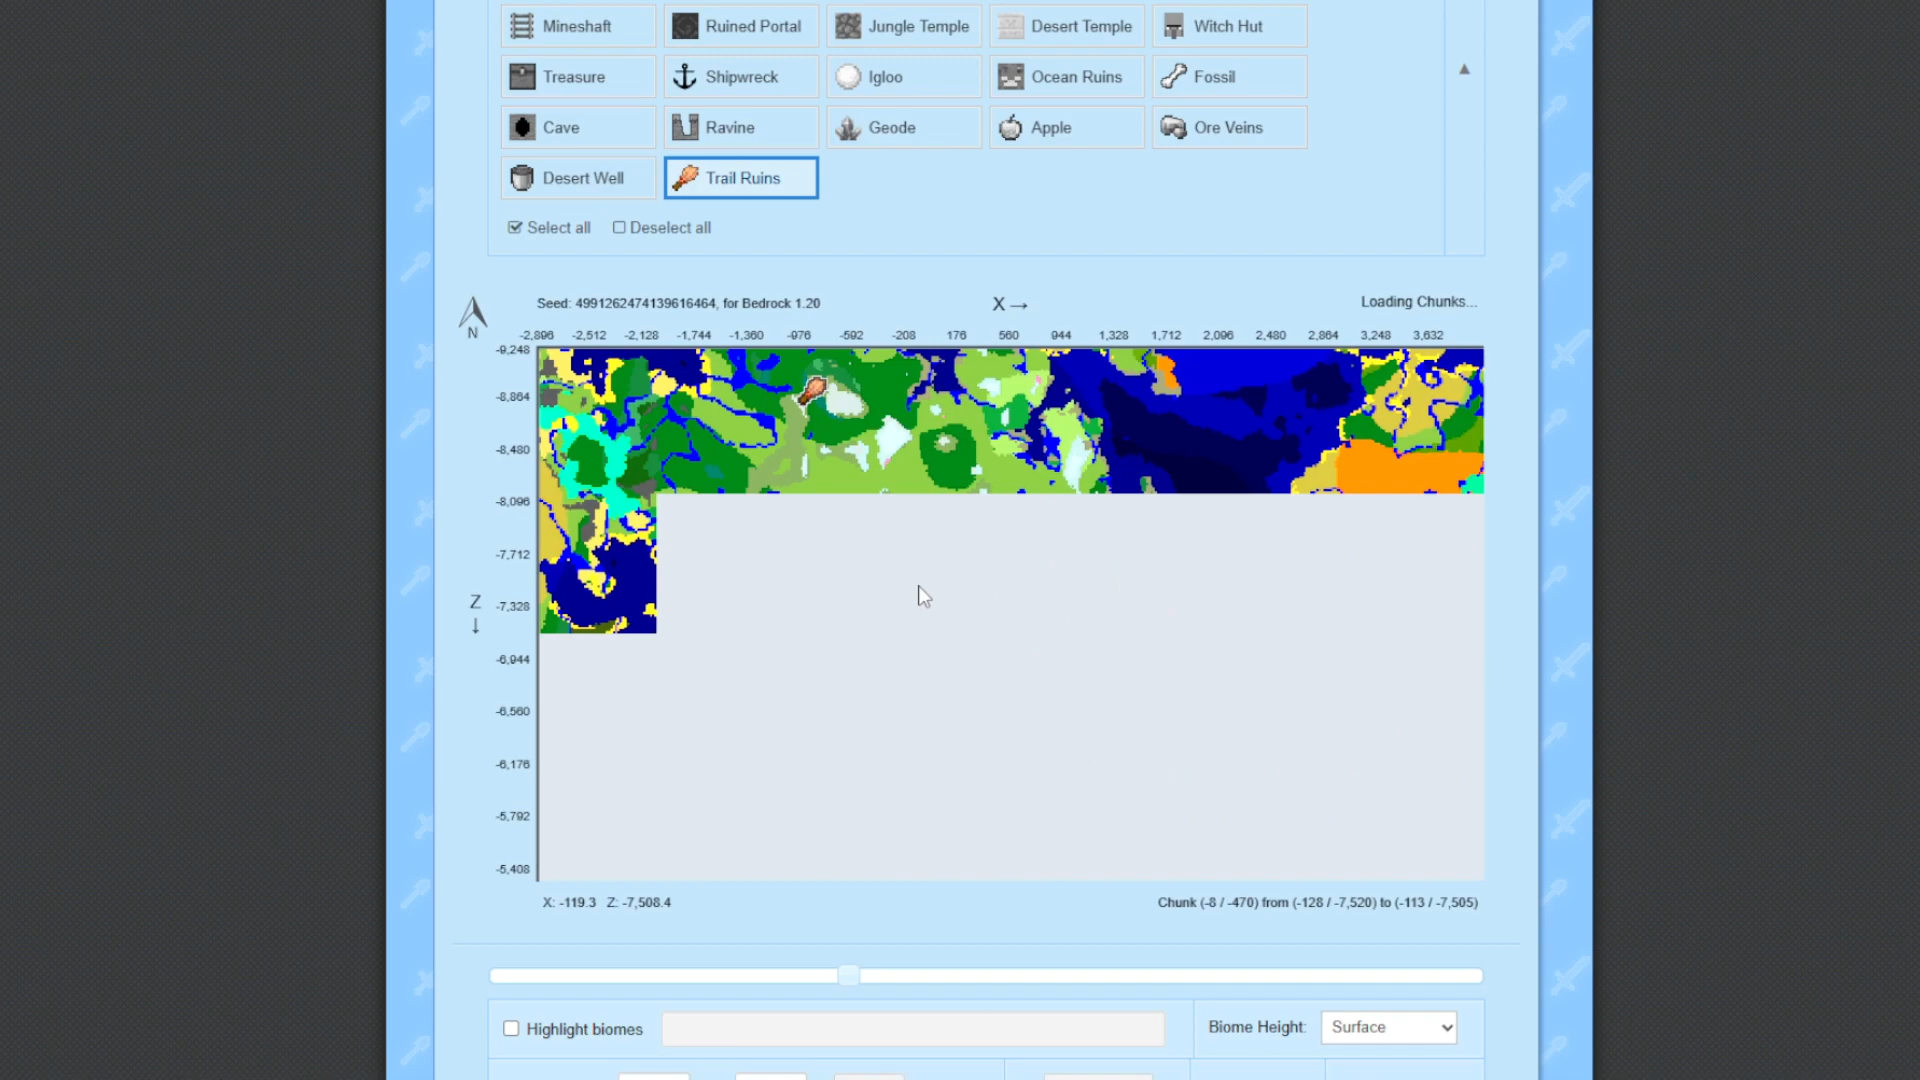 Mineshaft Ruined Portal Jungle Temple Desert Temple Witch Hut
Treasure Shipwreck Igloo Ocean Ruins Fossil
Cave Ravine Geode Apple Ore Veins
Desert Well Trail Ruins
Select all Deselect all
Seed: 4991262474139616464, for Bedrock 1.20 X → Loading Chunks...
N
-2,896 -2,512 -2,128 -1,744 -1,360 -976 -592 -208 176 560 944 1,328 1,712 2,096 2,480 2,864 3,248 3,632
-9,248
-8,864
-8,480
-8,096
-7,712
Z
↓
-7,328
-6,944
-6,560
-6,176
-5,792
-5,408
X: -119.3 Z: -7,508.4 Chunk (-8 / -470) from (-128 / -7,520) to (-113 / -7,505)
Highlight biomes Biome Height: Surface